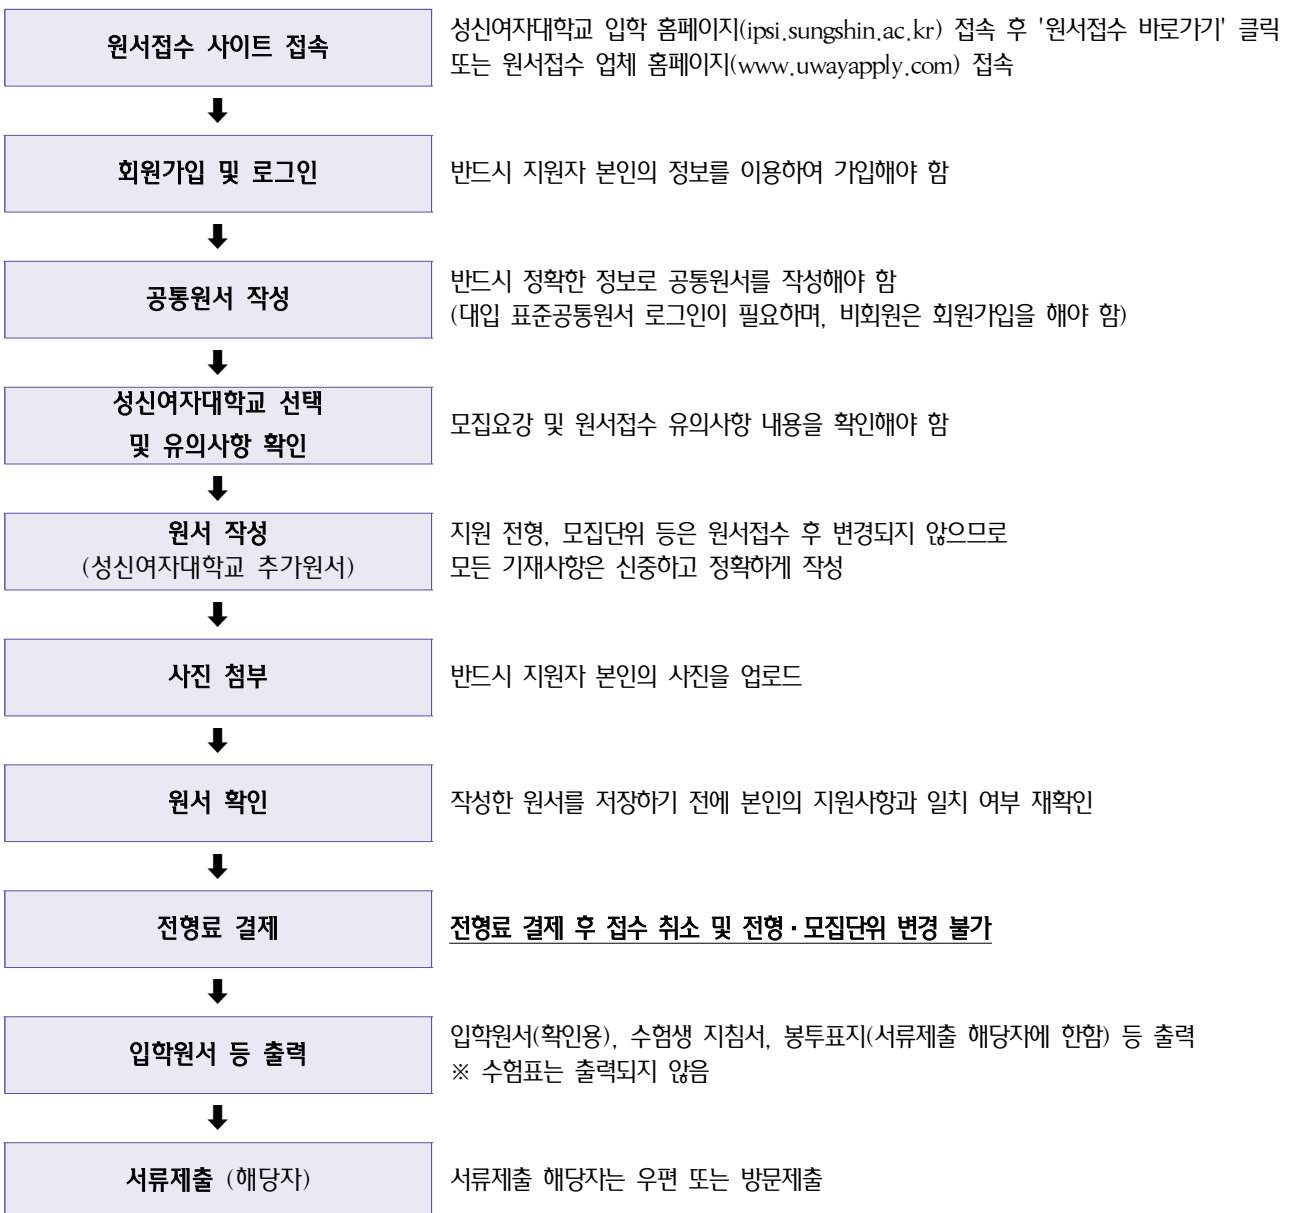 원서접수 사이트 접속
성신여자대학교 입학 홈페이지(ipsi.sungshin.ac.kr) 접속 후 '원서접수 바로가기' 클릭
또는 원서접수 업체 홈페이지(www.uwayapply.com) 접속
회원가입 및 로그인
반드시 지원자 본인의 정보를 이용하여 가입해야 함
공통원서 작성
반드시 정확한 정보로 공통원서를 작성해야 함
(대입 표준공통원서 로그인이 필요하며, 비회원은 회원가입을 해야 함)
성신여자대학교 선택
및 유의사항 확인
모집요강 및 원서접수 유의사항 내용을 확인해야 함
원서 작성
(성신여자대학교 추가원서)
지원 전형, 모집단위 등은 원서접수 후 변경되지 않으므로
모든 기재사항은 신중하고 정확하게 작성
사진 첨부
반드시 지원자 본인의 사진을 업로드
원서 확인
작성한 원서를 저장하기 전에 본인의 지원사항과 일치 여부 재확인
전형료 결제
전형료 결제 후 접수 취소 및 전형·모집단위 변경 불가
입학원서 등 출력
입학원서(확인용), 수험생 지침서, 봉투표지(서류제출 해당자에 한함) 등 출력
※ 수험표는 출력되지 않음
서류제출 (해당자)
서류제출 해당자는 우편 또는 방문제출